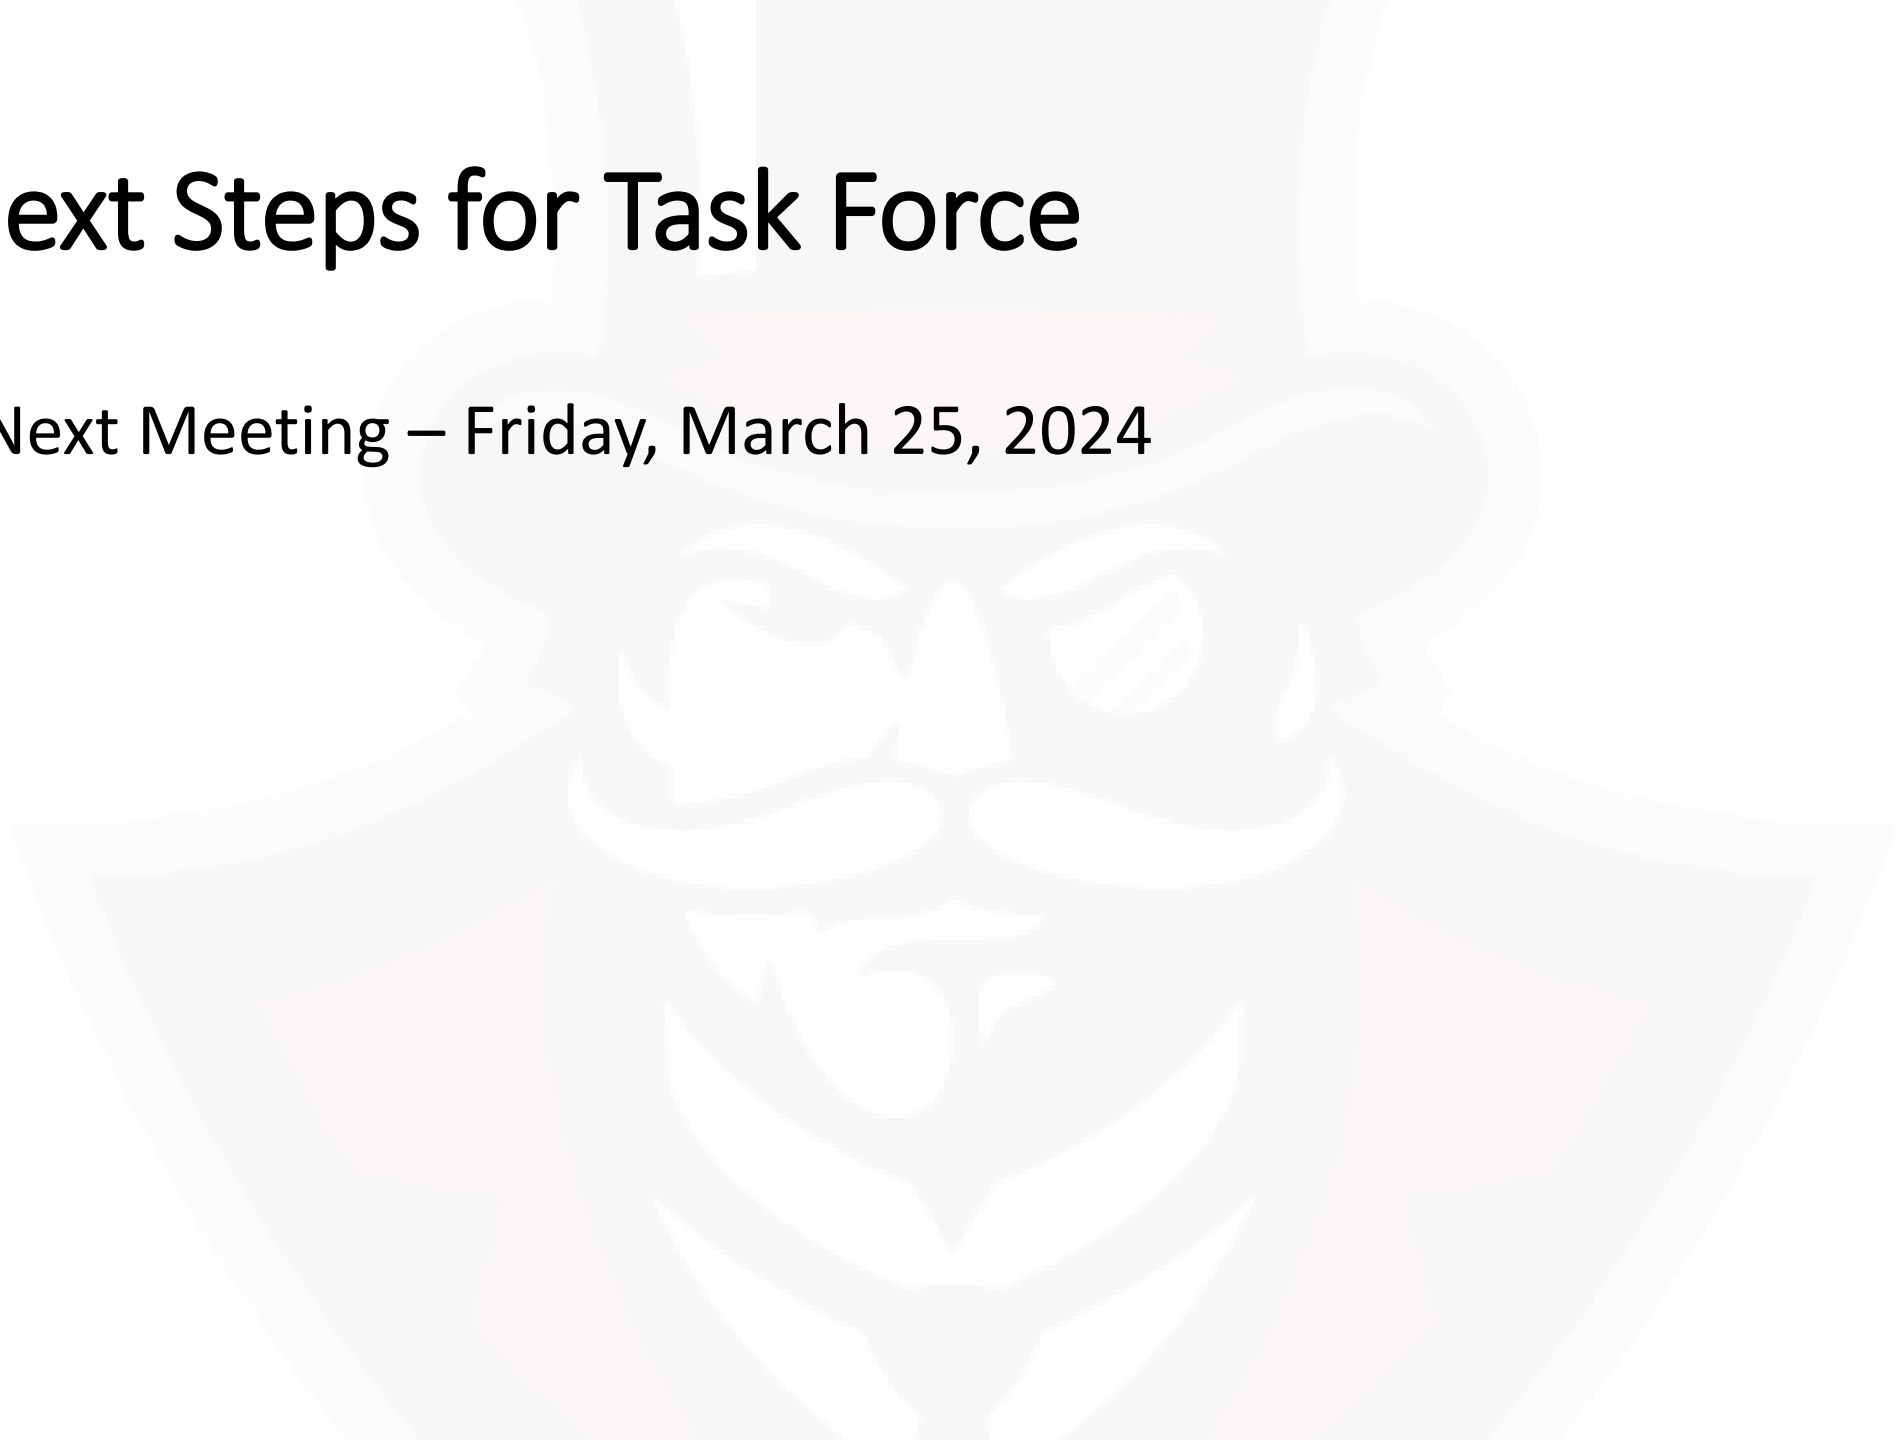 ext Steps for Task Force
Next Meeting – Friday, March 25, 2024